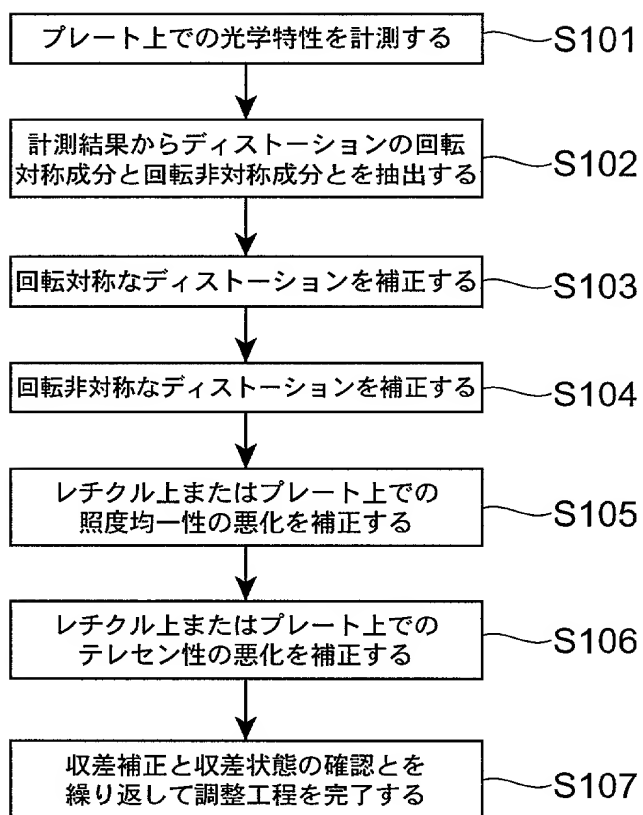 プレート上での光学特性を計測する
S101
計測結果からディストーションの回転
対称成分と回転非対称成分とを抽出する
S102
回転対称なディストーションを補正する
S103
回転非対称なディストーションを補正する
S104
レチクル上またはプレート上での
照度均一性の悪化を補正する
S105
レチクル上またはプレート上での
テレセン性の悪化を補正する
S106
収差補正と収差状態の確認とを
繰り返して調整工程を完了する
S107